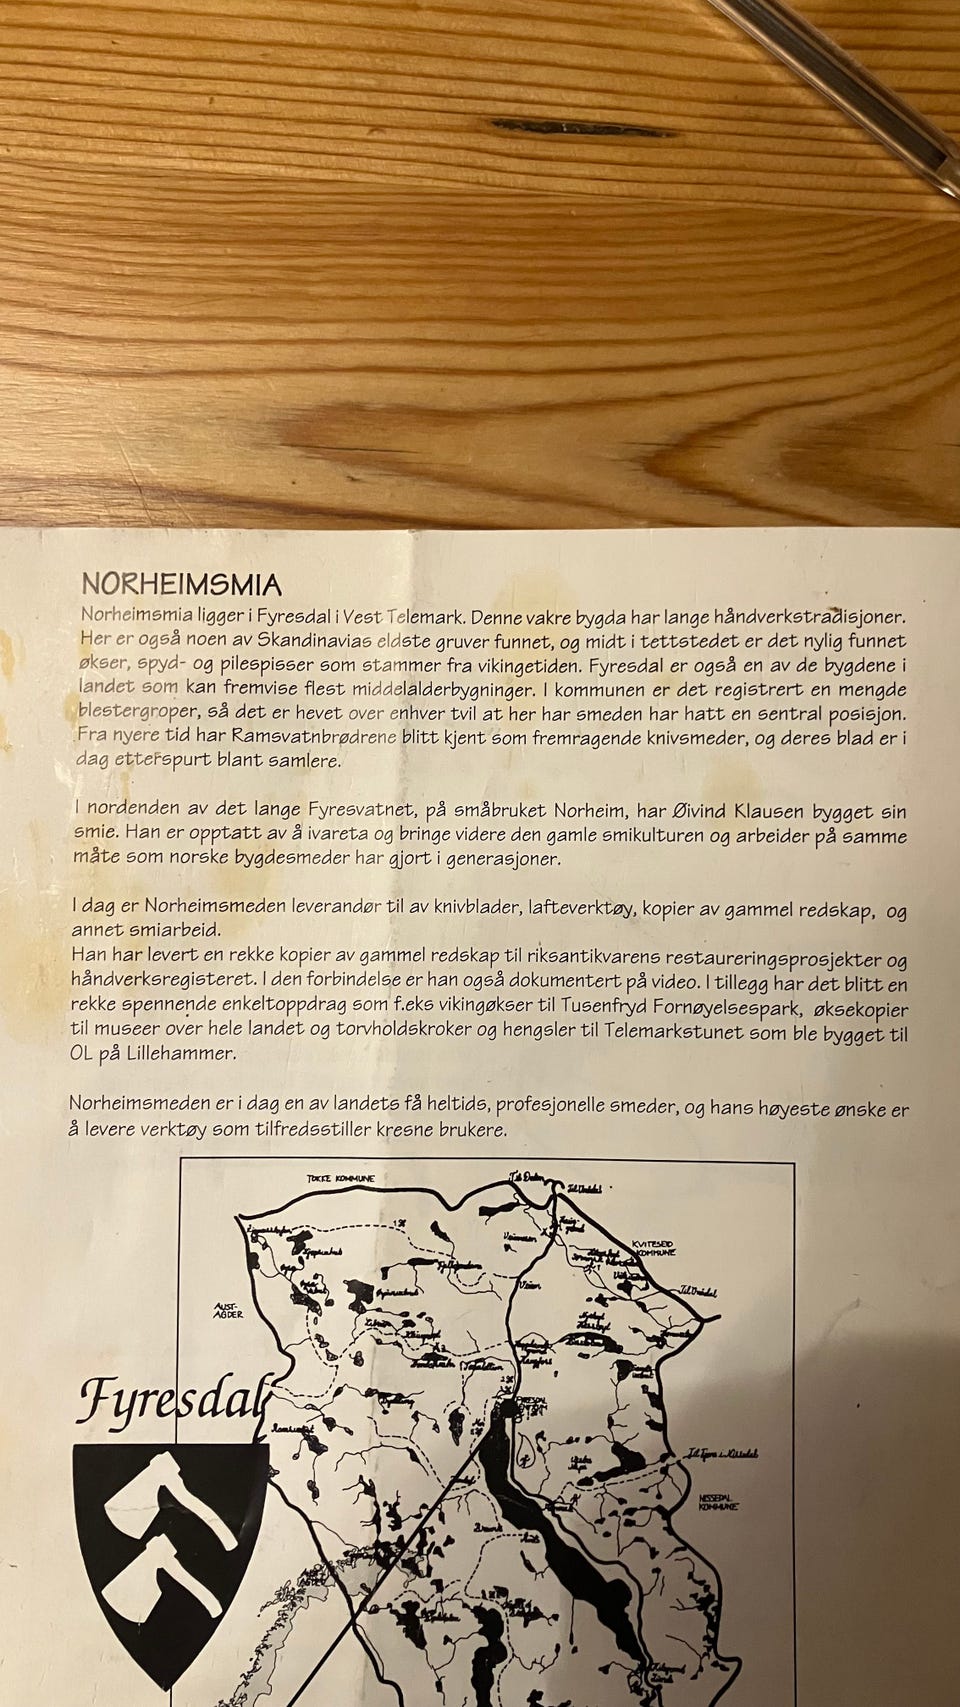 NORHEIMSMIA
Norheimsmia ligger i Fyresdal i Vest Telemark. Denne vakre bygda har lange håndverkstradisjoner.
Her er også noen av Skandinavias eldste gruver funnet, og midt i tettstedet er det nylig funnet
økser, spyd- og pilespisser som stammer fra vikingetiden. Fyresdal er også en av de bygdene i
landet som kan fremvise flest middelalderbygninger. I kommunen er det registrert en mengde
blestergroper, så det er hevet over enhver tvil at her har smeden har hatt en sentral posisjon.
Fra nyere tid har Ramsvatnbrødrene blitt kjent som fremragende knivsmeder, og deres blad er i
dag etterspurt blant samlere.
I nordenden av det lange Fyresvatnet, på småbruket Norheim, har Øivind Klausen bygget sin
smie. Han er opptatt av å ivareta og bringe videre den gamle smikulturen og arbeider på samme
måte som norske bygdesmeder har gjort i generasjoner.
I dag er Norheimsmeden leverandør til av knivblader, lafteverktøy, kopier av gammel redskap, og
annet smiarbeid.
Han har levert en rekke kopier av gammel redskap til riksantikvarens restaureringsprosjekter og
håndverksregisteret. I den forbindelse er han også dokumentert på video. I tillegg har det blitt en
rekke spennende enkeltoppdrag som f.eks vikingøkser til Tusenfryd Fornøyelsespark, øksekopier
til museer over hele landet og torvholdskroker og hengsler til Telemarkstunet som ble bygget til
OL på Lillehammer.
Norheimsmeden er i dag en av landets få heltids, profesjonelle smeder, og hans høyeste ønske er
å levere verktøy som tilfredsstiller kresne brukere.
TOKKE KOMMUNE
Til Dalen
KVITESEID
KOMMUNE
AUST-
AGDER
Veum
Fyresdal
NISSEDAL
KOMMUNE